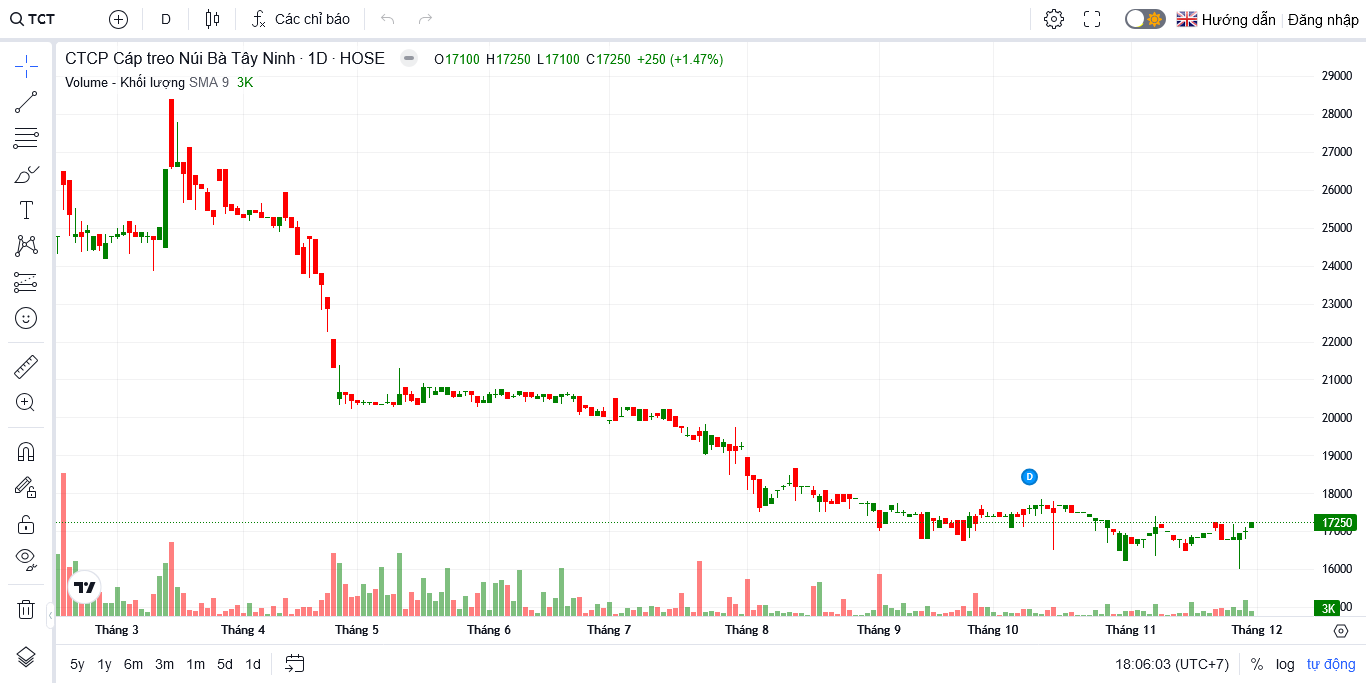 TCT D Các chỉ báo Hướng dẫn Đăng nhập
CTCP Cáp treo Núi Bà Tây Ninh · 1D · HOSE O17100 H17250 L17100 C17250 +250 (+1.47%)
Volume - Khối lượng SMA 9 3K
29000
28000
27000
26000
25000
24000
23000
22000
21000
20000
19000
18000
D
17250
17000
16000
3K
Tháng 3 Tháng 4 Tháng 5 Tháng 6 Tháng 7 Tháng 8 Tháng 9 Tháng 10 Tháng 11 Tháng 12
5y 1y 6m 3m 1m 5d 1d 18:06:03 (UTC+7) % log tự động